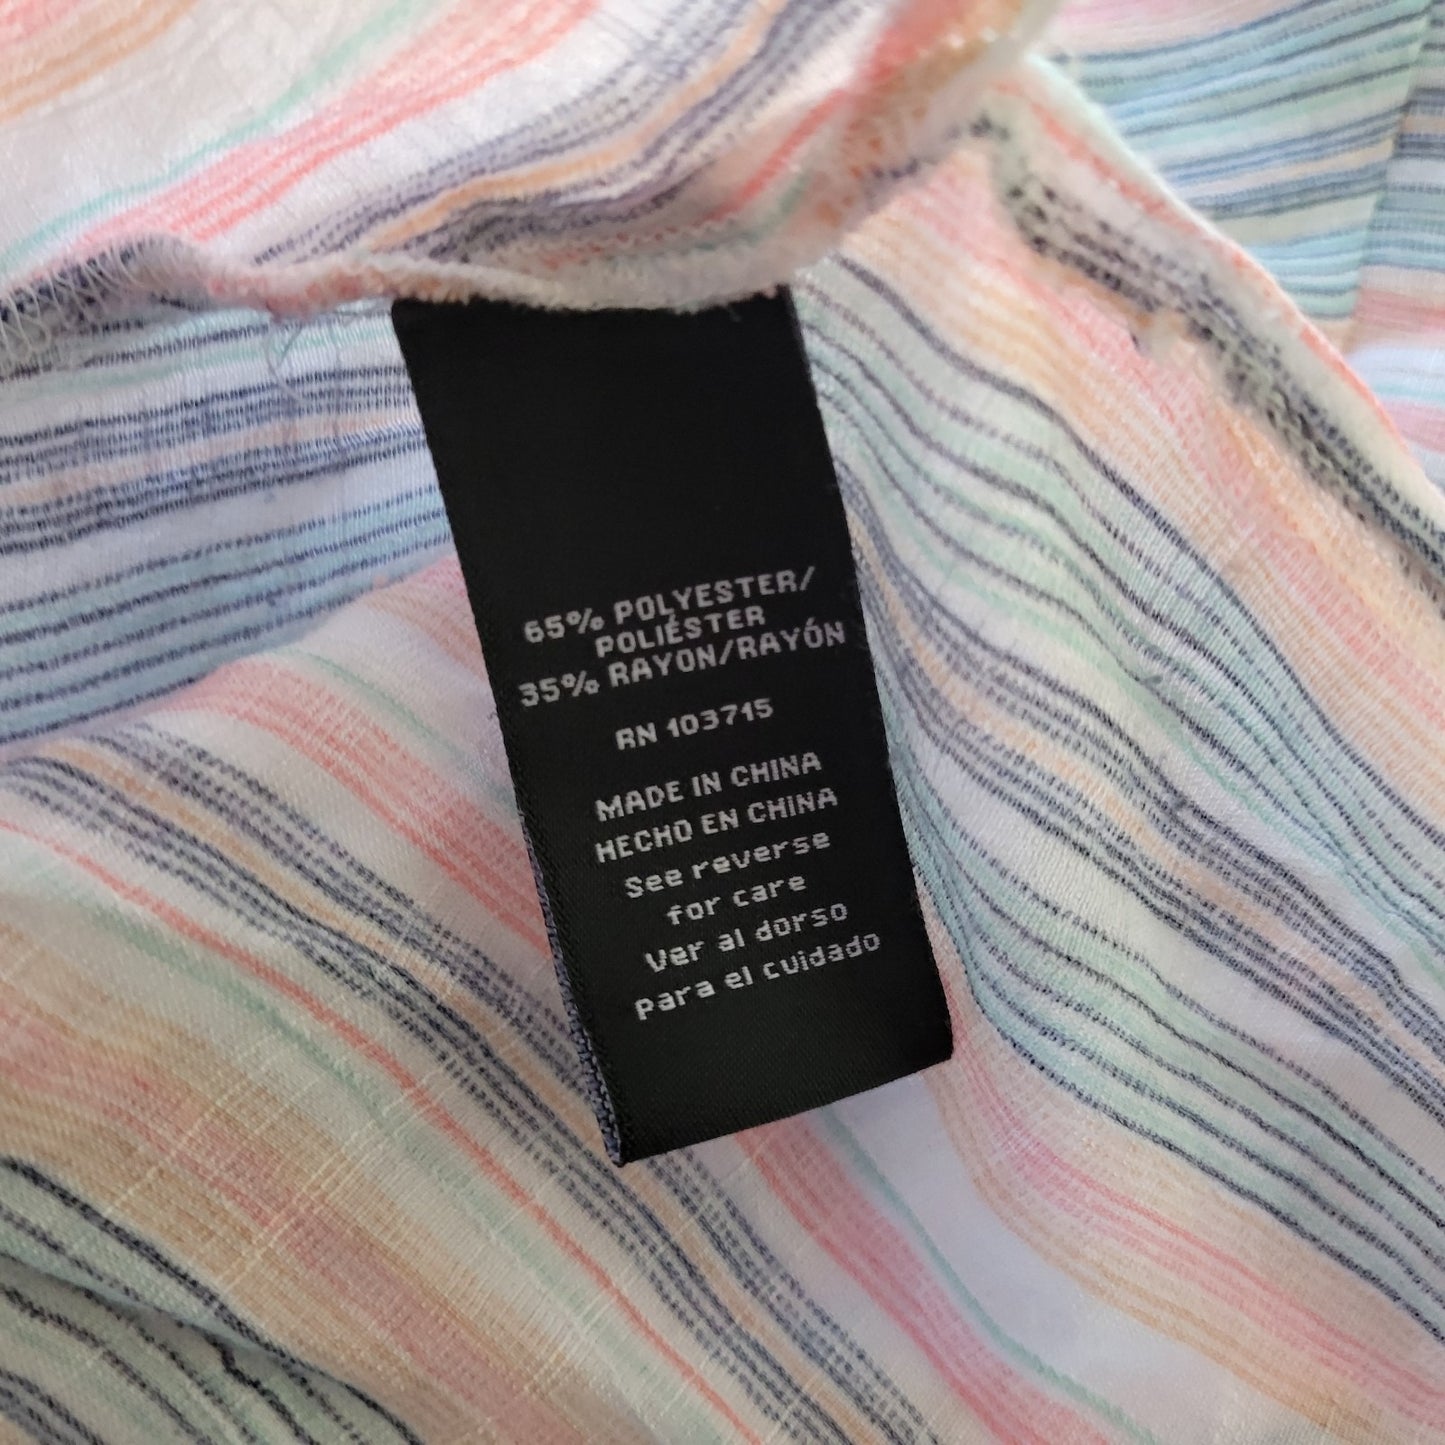 65% POLYESTER/
POLIÉSTER
35% RAYON/RAYÓN
RN 103715
MADE IN CHINA
HECHO EN CHINA
See reverse
for care
Ver al dorso
para el cuidado